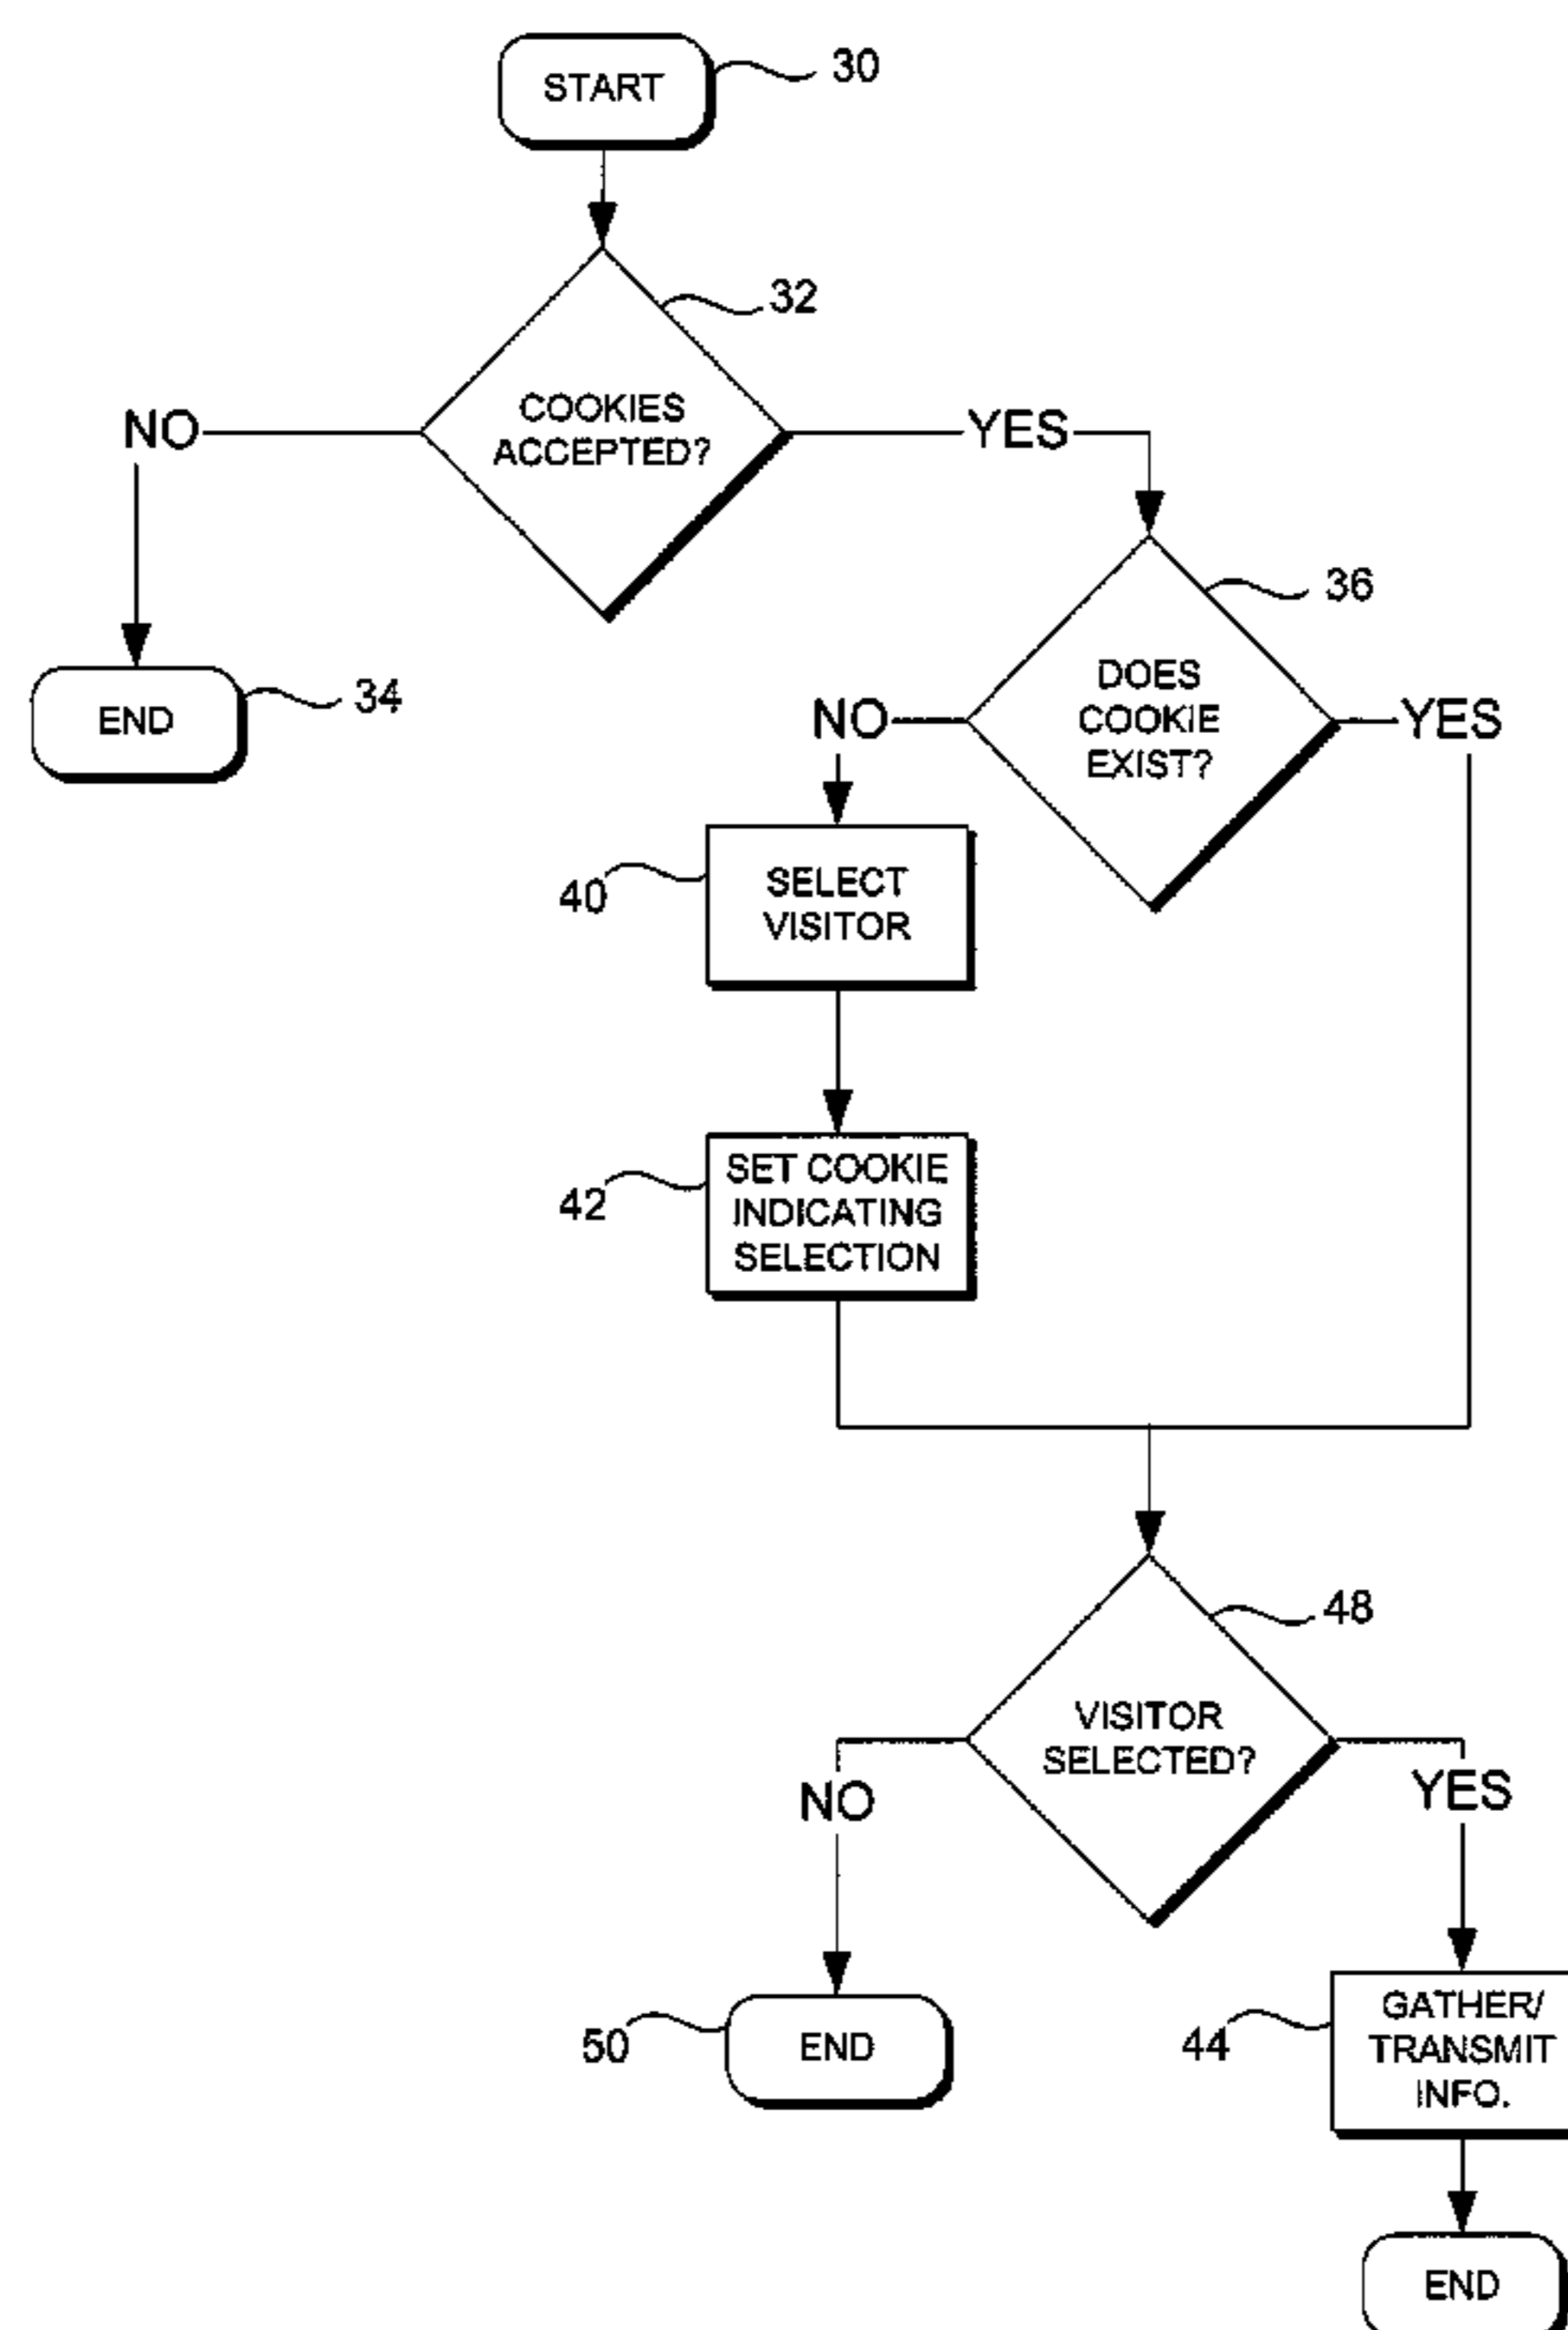 START
30
32
COOKIES
ACCEPTED?
NO
YES
36
DOES
COOKIE
EXIST?
34
END
NO
YES
40
SELECT
VISITOR
42
SET COOKIE
INDICATING
SELECTION
48
VISITOR
SELECTED?
NO
YES
50
END
44
GATHER/
TRANSMIT
INFO.
END